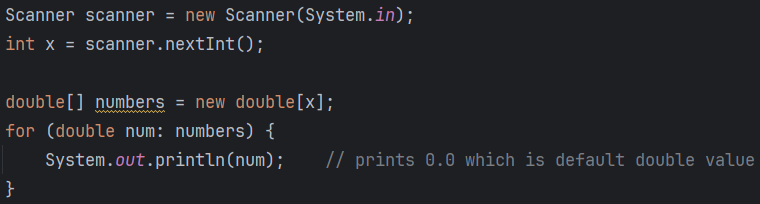 Scanner scanner = new Scanner(System.in);
int x = scanner.nextInt();

double[] numbers = new double[x];
for (double num: numbers) {
    System.out.println(num);    // prints 0.0 which is default double value
}